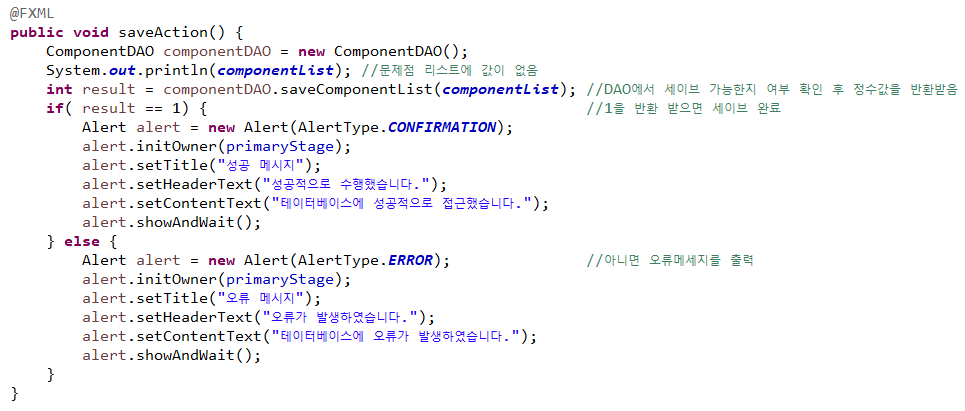 @FXML
public void saveAction() {
    ComponentDAO componentDAO = new ComponentDAO();
    System.out.println(componentList); //문제점 리스트에 값이 없음
    int result = componentDAO.saveComponentList(componentList); //DAO에서 세이브 가능한지 여부 확인 후 정수값을 반환받음
    if( result == 1) { //1을 반환 받으면 세이브 완료
        Alert alert = new Alert(AlertType.CONFIRMATION);
        alert.initOwner(primaryStage);
        alert.setTitle("성공 메시지");
        alert.setHeaderText("성공적으로 수행했습니다.");
        alert.setContentText("테이터베이스에 성공적으로 접근했습니다.");
        alert.showAndWait();
    } else {
        Alert alert = new Alert(AlertType.ERROR); //아니면 오류메세지를 출력
        alert.initOwner(primaryStage);
        alert.setTitle("오류 메시지");
        alert.setHeaderText("오류가 발생하였습니다.");
        alert.setContentText("테이터베이스에 오류가 발생하였습니다.");
        alert.showAndWait();
    }
}